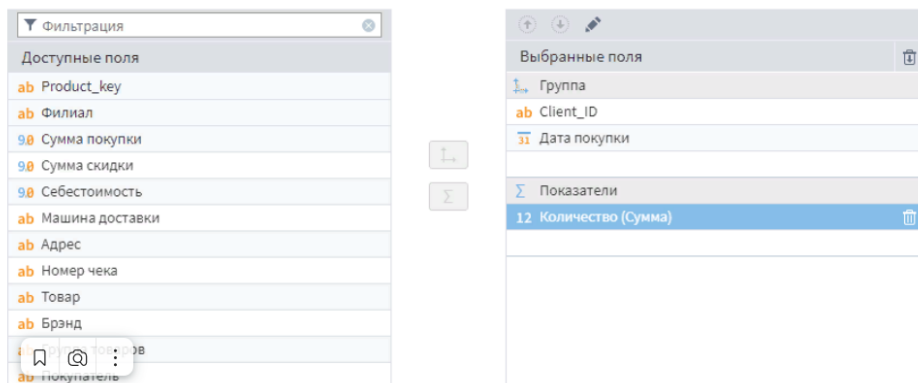 Фильтрация
Доступные поля
ab Product_key
ab Филиал
9.0 Сумма покупки
9.0 Сумма скидки
9.0 Себестоимость
ab Машина доставки
ab Адрес
ab Номер чека
ab Товар
ab Брэнд
Группа товаров
ab Покупатель
Σ
Выбранные поля
Группа
ab Client_ID
31 Дата покупки
Σ Показатели
12 Количество (Сумма)